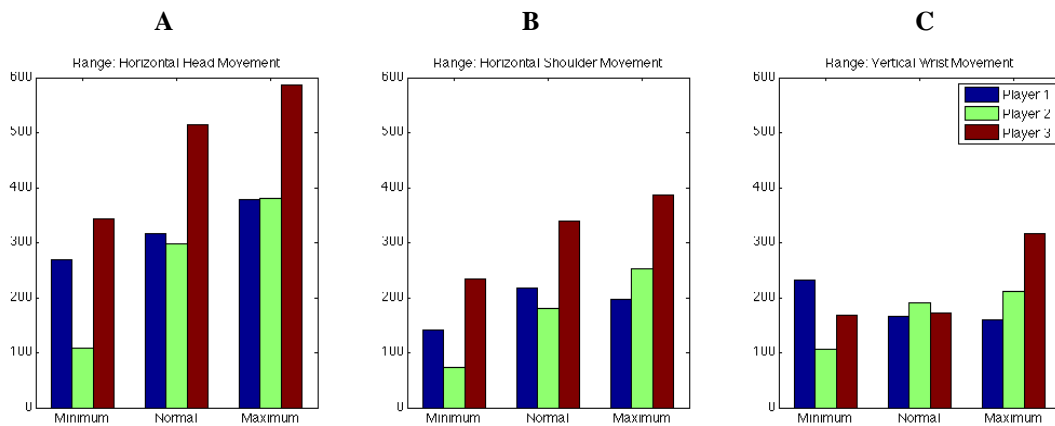 A
B
C
Range: Horizontal Head Movement
600
500
400
300
200
100
0
Minimum
Normal
Maximum
Range: Horizontal Shoulder Movement
600
500
400
300
200
100
0
Minimum
Normal
Maximum
Range: Vertical Wrist Movement
600
500
400
300
200
100
0
Minimum
Normal
Maximum
Player 1
Player 2
Player 3